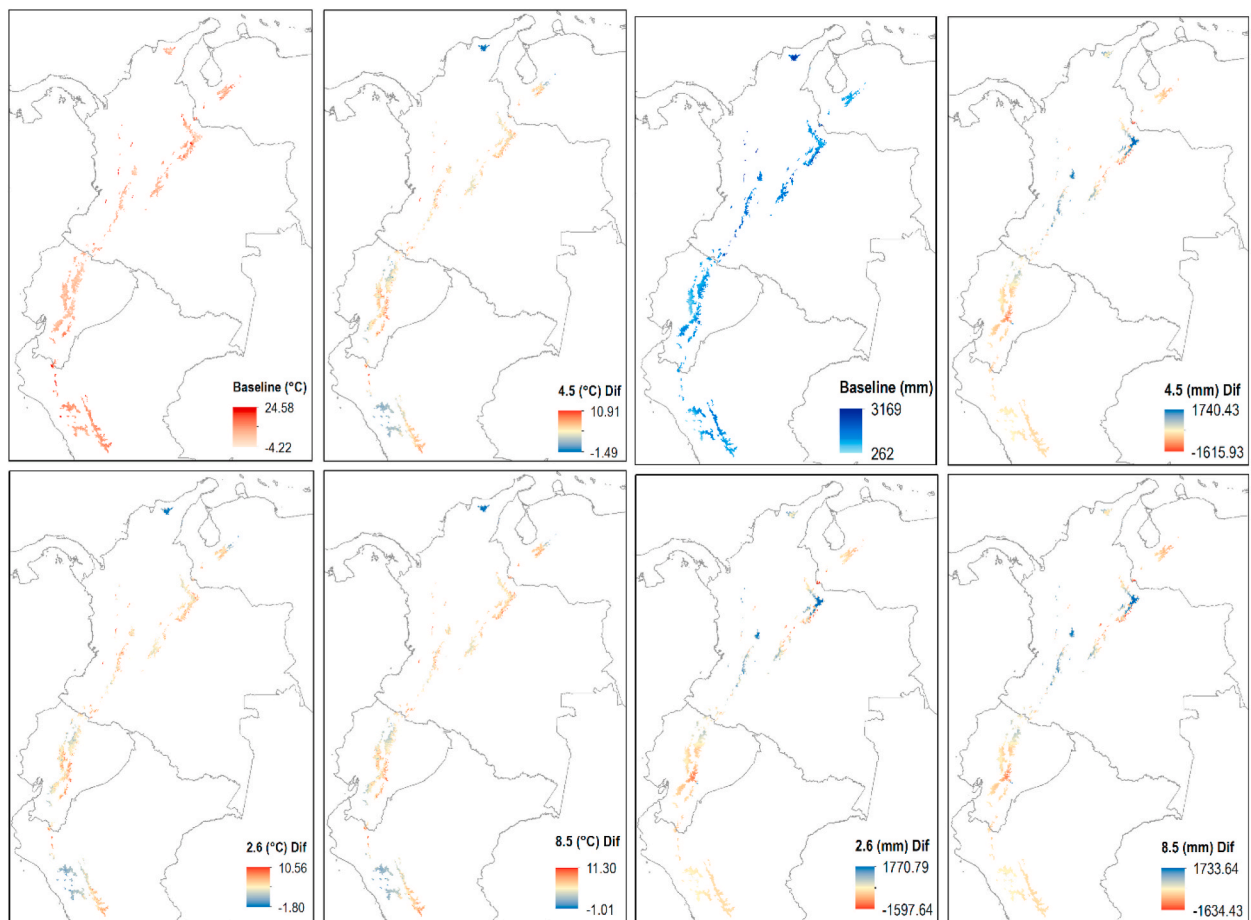 Baseline (°C)
24.58
-4.22
4.5 (°C) Dif
10.91
-1.49
Baseline (mm)
3169
262
4.5 (mm) Dif
1740.43
-1615.93
2.6 (°C) Dif
10.56
-1.80
8.5 (°C) Dif
11.30
-1.01
2.6 (mm) Dif
1770.79
-1597.64
8.5 (mm) Dif
1733.64
-1634.43